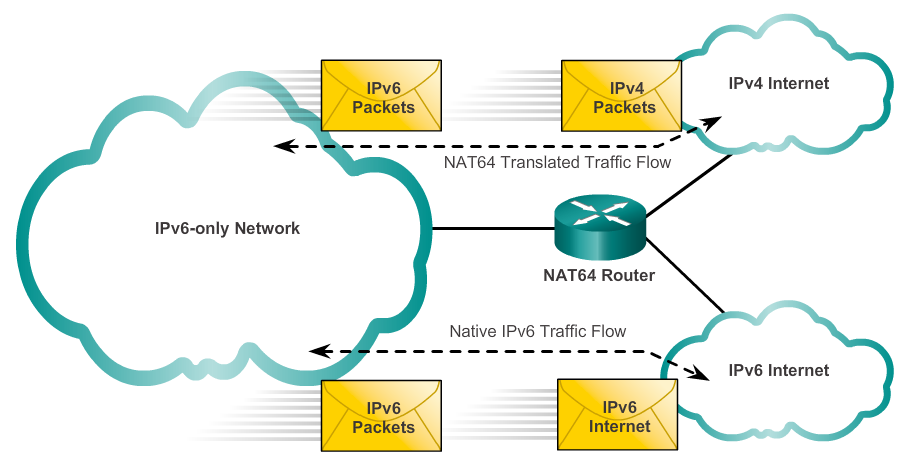 IPv6
Packets
IPv4
Packets
IPv4 Internet
NAT64 Translated Traffic Flow
IPv6-only Network
NAT64 Router
Native IPv6 Traffic Flow
IPv6 Internet
IPv6
Packets
IPv6
Internet